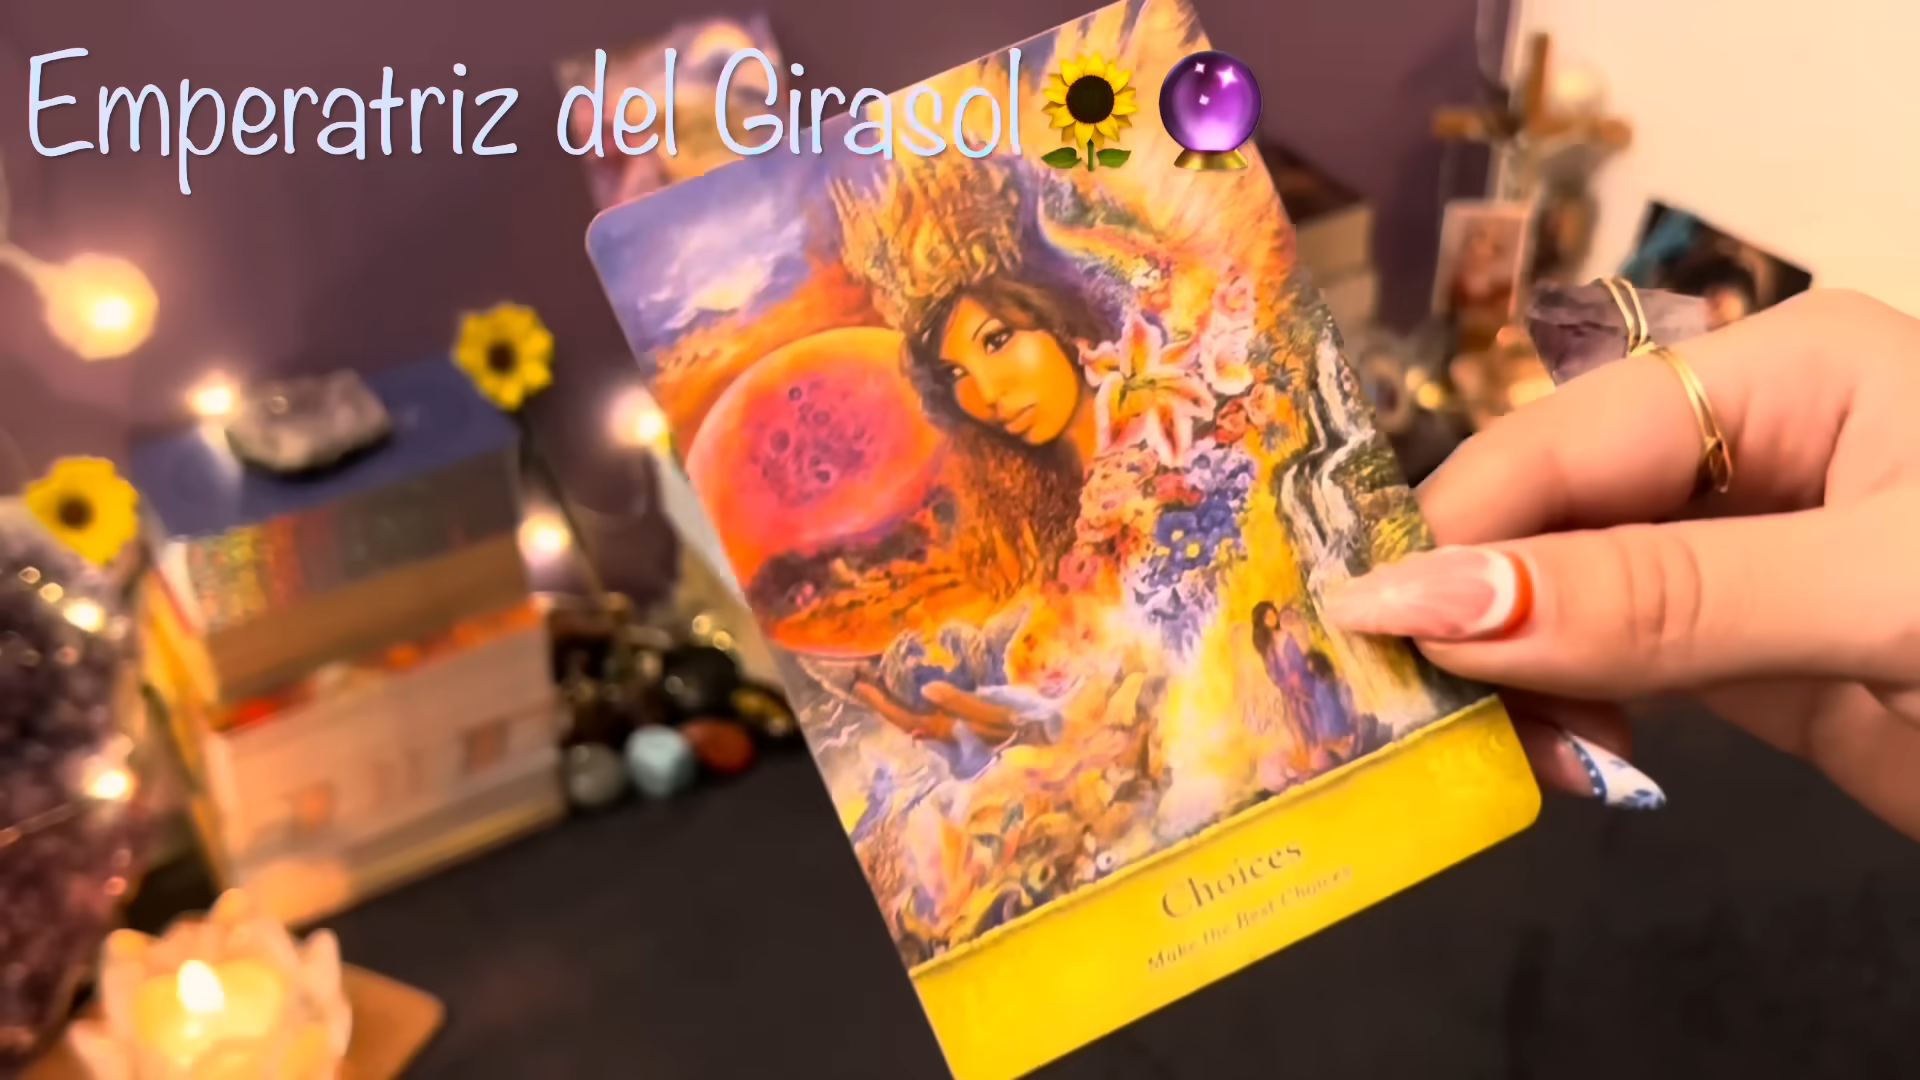 Emperatriz del Girasol🌻🔮
Choices
Make the Best Choices